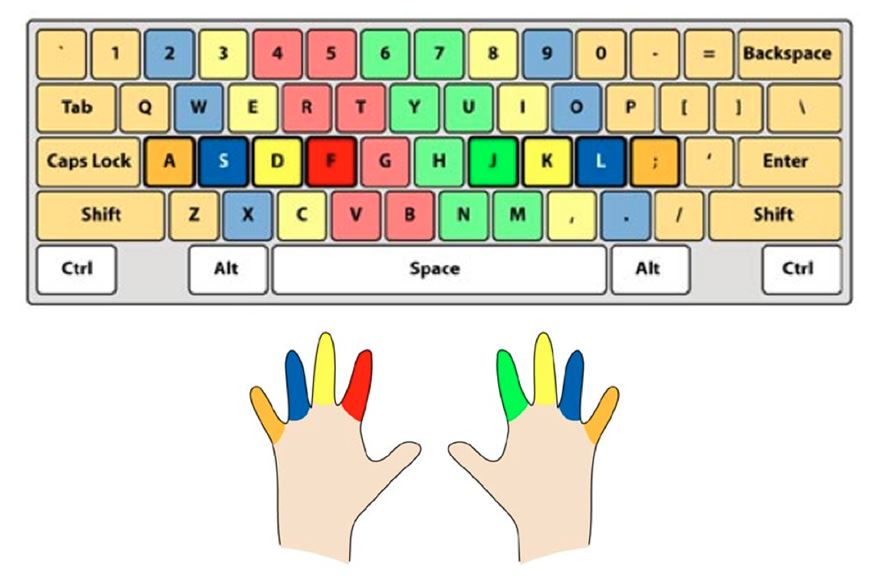 ` 1 2 3 4 5 6 7 8 9 0 - = Backspace
Tab Q W E R T Y U I O P [ ] \
Caps Lock A S D F G H J K L ; ‘ Enter
Shift Z X C V B N M , . / Shift
Ctrl Alt Space Alt Ctrl